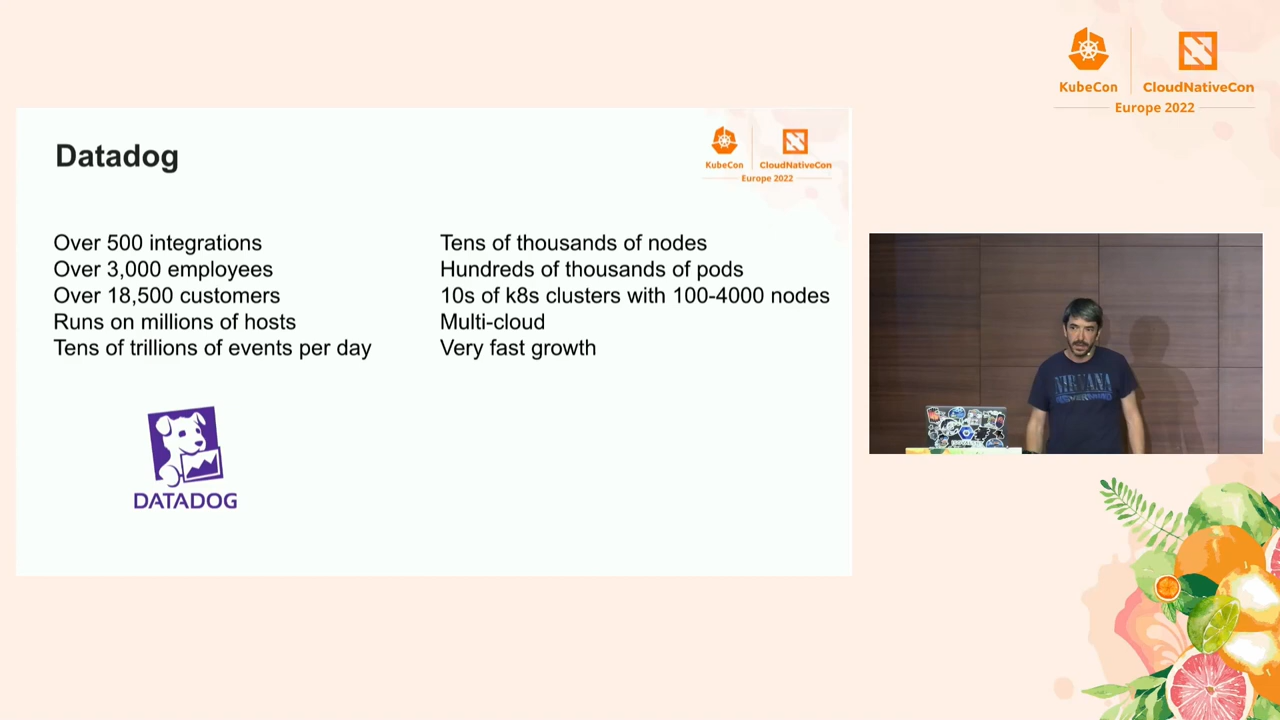 KubeCon
CloudNativeCon
Europe 2022
Datadog
KubeCon
CloudNativeCon
Europe 2022
Over 500 integrations
Over 3,000 employees
Over 18,500 customers
Runs on millions of hosts
Tens of trillions of events per day
Tens of thousands of nodes
Hundreds of thousands of pods
10s of k8s clusters with 100-4000 nodes
Multi-cloud
Very fast growth
DATADOG
NIRVANA